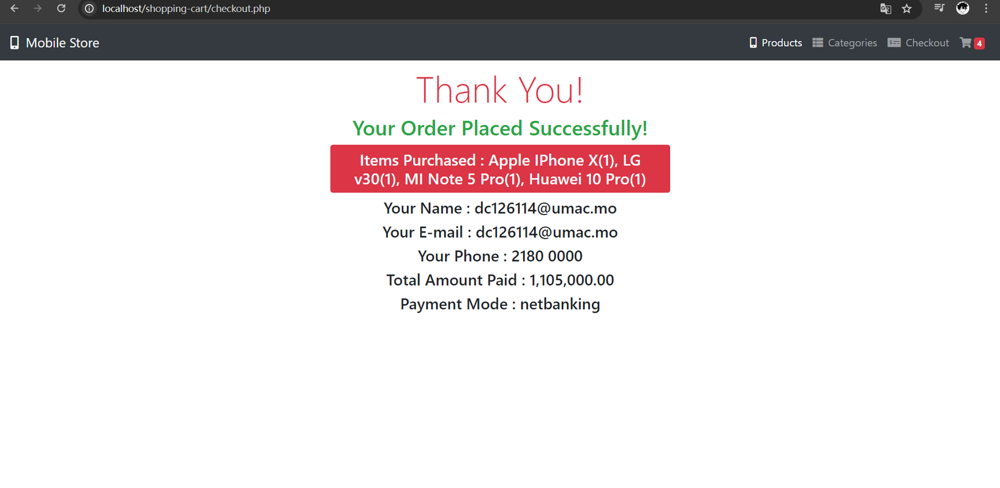 localhost/shopping-cart/checkout.php
Mobile Store
Products
Categories
Checkout
4
Thank You!
Your Order Placed Successfully!
Items Purchased : Apple IPhone X(1), LG
v30(1), MI Note 5 Pro(1), Huawei 10 Pro(1)
Your Name : dc126114@umac.mo
Your E-mail : dc126114@umac.mo
Your Phone : 2180 0000
Total Amount Paid : 1,105,000.00
Payment Mode : netbanking